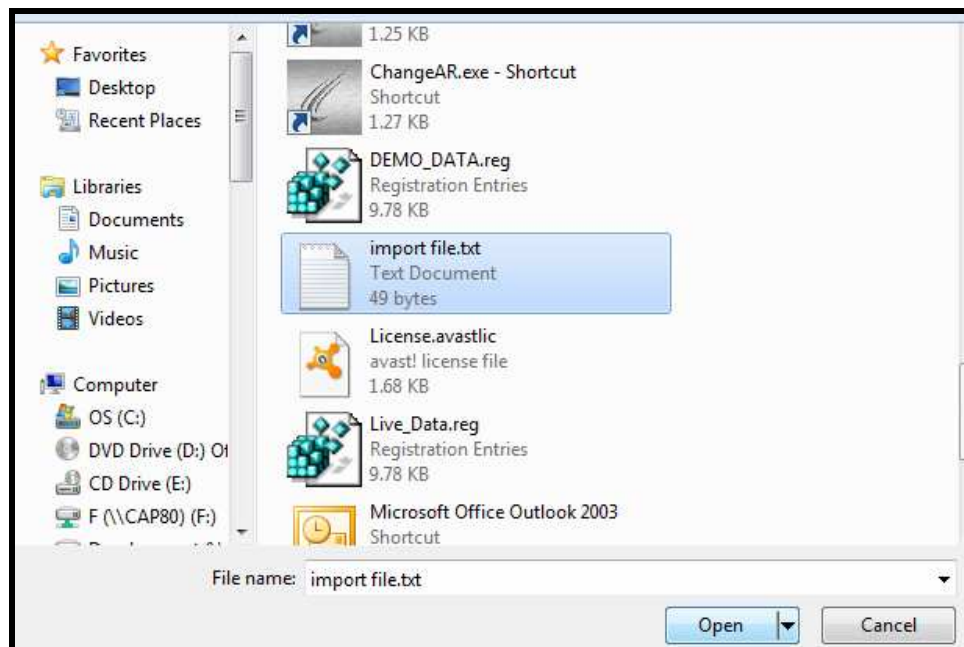 Favorites
Desktop
Recent Places
Libraries
Documents
Music
Pictures
Videos
Computer
OS (C:)
DVD Drive (D:) Of
CD Drive (E:)
F (\\CAP80) (F:)
1.25 KB
ChangeAR.exe - Shortcut
Shortcut
1.27 KB
DEMO_DATA.reg
Registration Entries
9.78 KB
import file.txt
Text Document
49 bytes
License.avastlic
avast! license file
1.68 KB
Live_Data.reg
Registration Entries
9.78 KB
Microsoft Office Outlook 2003
Shortcut
File name: import file.txt
Open
Cancel